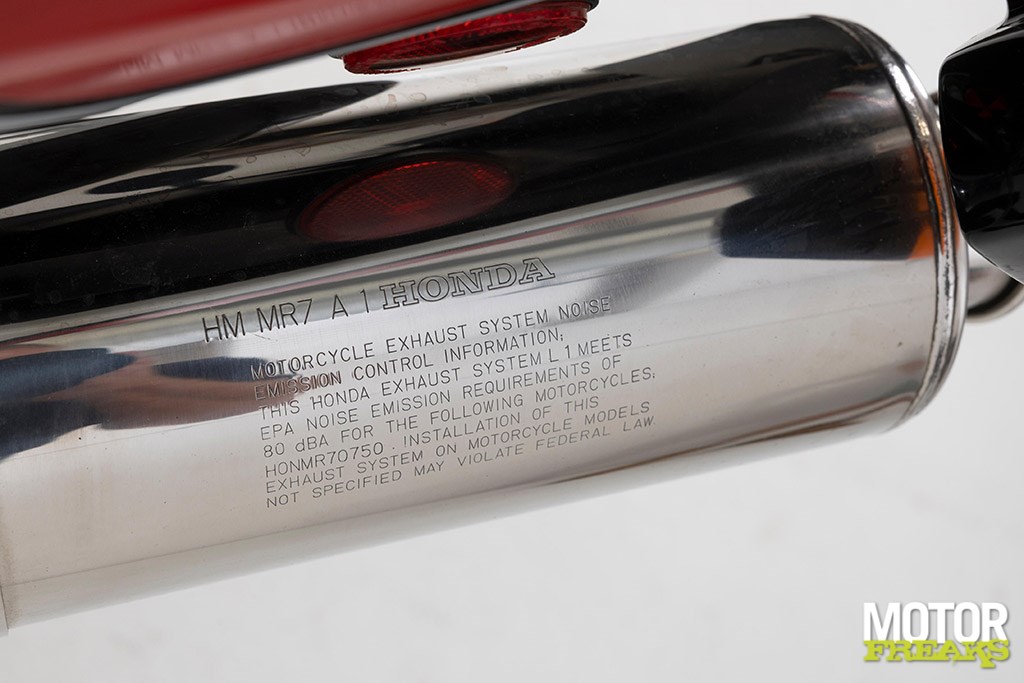 HM MR7 A 1 HONDA
MOTORCYCLE EXHAUST SYSTEM NOISE
EMISSION CONTROL INFORMATION;
THIS HONDA EXHAUST SYSTEM L 1 MEETS
EPA NOISE EMISSION REQUIREMENTS OF
80 dBA FOR THE FOLLOWING MOTORCYCLES;
HONMR70750 . INSTALLATION OF THIS
EXHAUST SYSTEM ON MOTORCYCLE MODELS
NOT SPECIFIED MAY VIOLATE FEDERAL LAW.
MOTOR
FREAKS